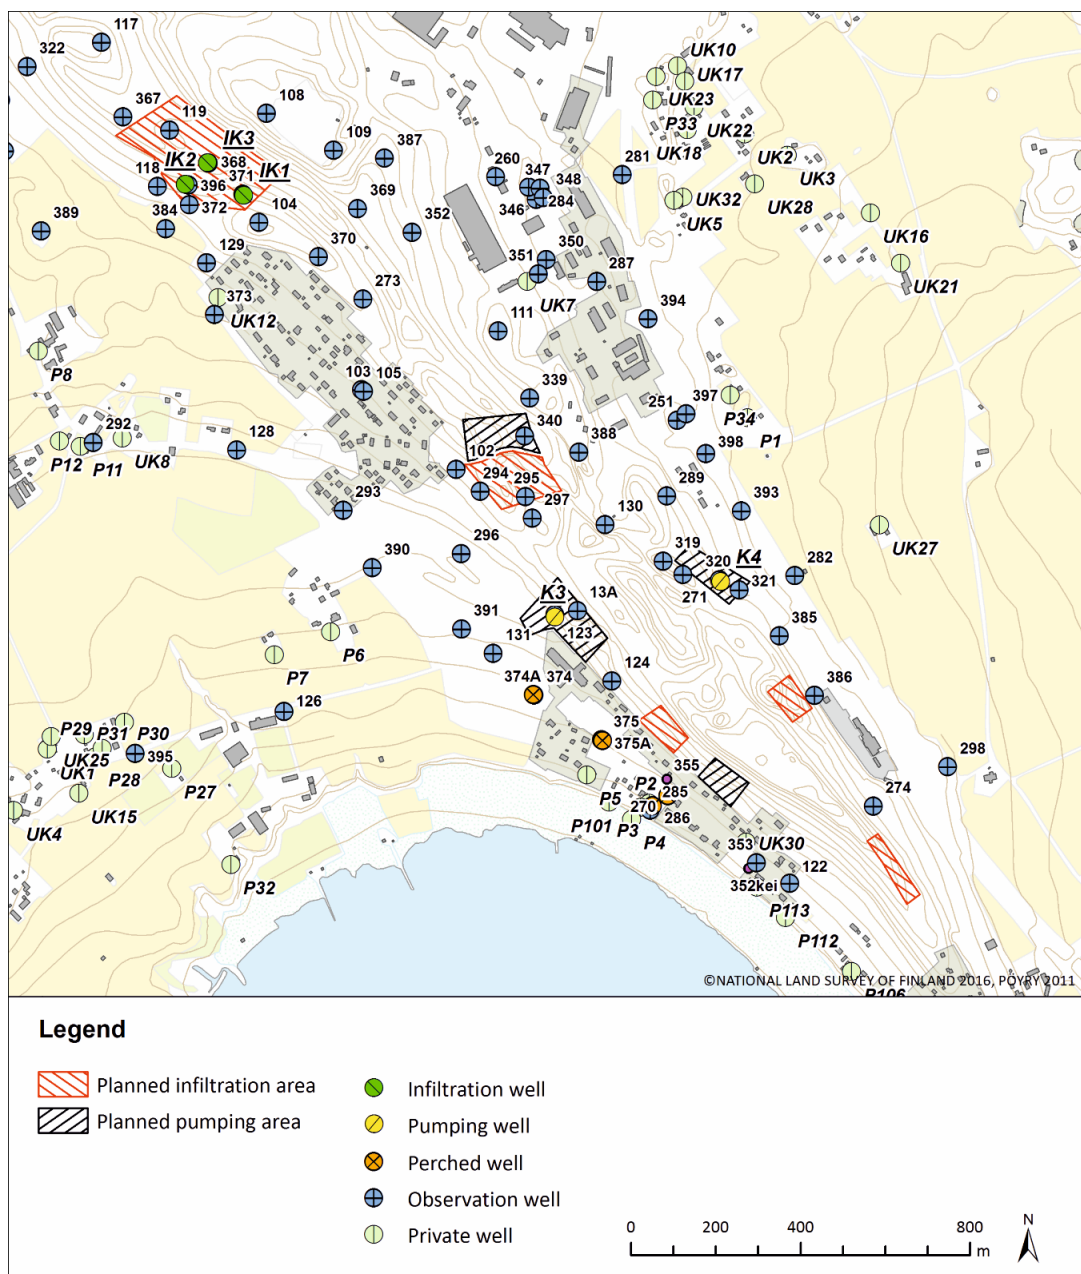 117
322
UK10
UK17
367
119
108
UK23
109
387
P33
UK22
IK3
UK18
IK2
368
IK1
260
347
281
UK2
118
371
348
UK3
396
369
346
284
UK32
UK28
389
384
372
104
352
UK5
UK16
129
370
351
350
287
UK21
373
273
UK7
UK12
111
394
P8
103
105
339
251
397
P34
340
P1
292
128
102
388
398
P12
P11
UK8
294
295
289
293
297
393
130
UK27
296
319
K4
390
320
282
K3
13A
271
321
391
131
123
385
P6
P7
124
374A
374
386
126
P29
P31
P30
375
375A
UK25
395
355
298
UK1
P28
P27
P2
285
274
UK15
P5
270
286
UK4
P101
P3
P4
353
UK30
P32
352kei
122
P113
P112
©NATIONAL LAND SURVEY OF FINLAND 2016, PÖYRY 2011
P106
Legend
Planned infiltration area
Planned pumping area
Infiltration well
Pumping well
Perched well
Observation well
Private well
0 200 400 800
m
N